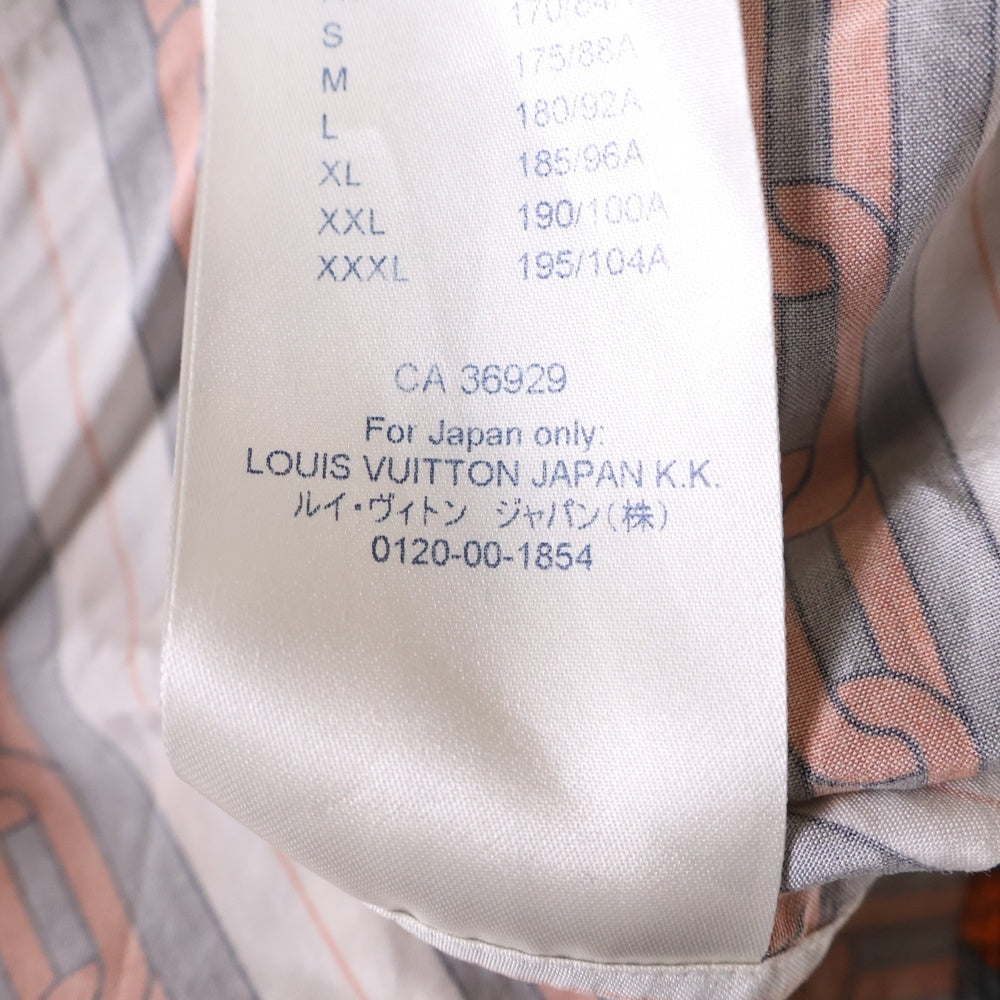 S 175/88A
M 180/92A
L 185/96A
XL 190/100A
XXL 195/104A
XXXL
CA 36929
For Japan only:
LOUIS VUITTON JAPAN K.K.
ルイ・ヴィトン ジャパン(株)
0120-00-1854